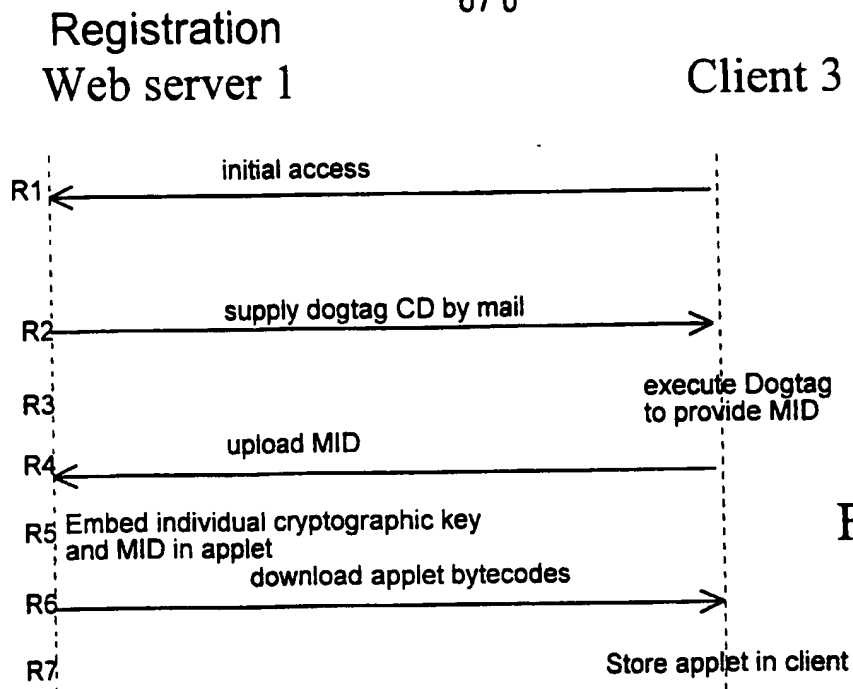 Registration
Web server 1
Client 3
R1
initial access
R2
supply dogtag CD by mail
R3
execute Dogtag
to provide MID
R4
upload MID
R5
Embed individual cryptographic key
and MID in applet
R6
download applet bytecodes
R7
Store applet in client